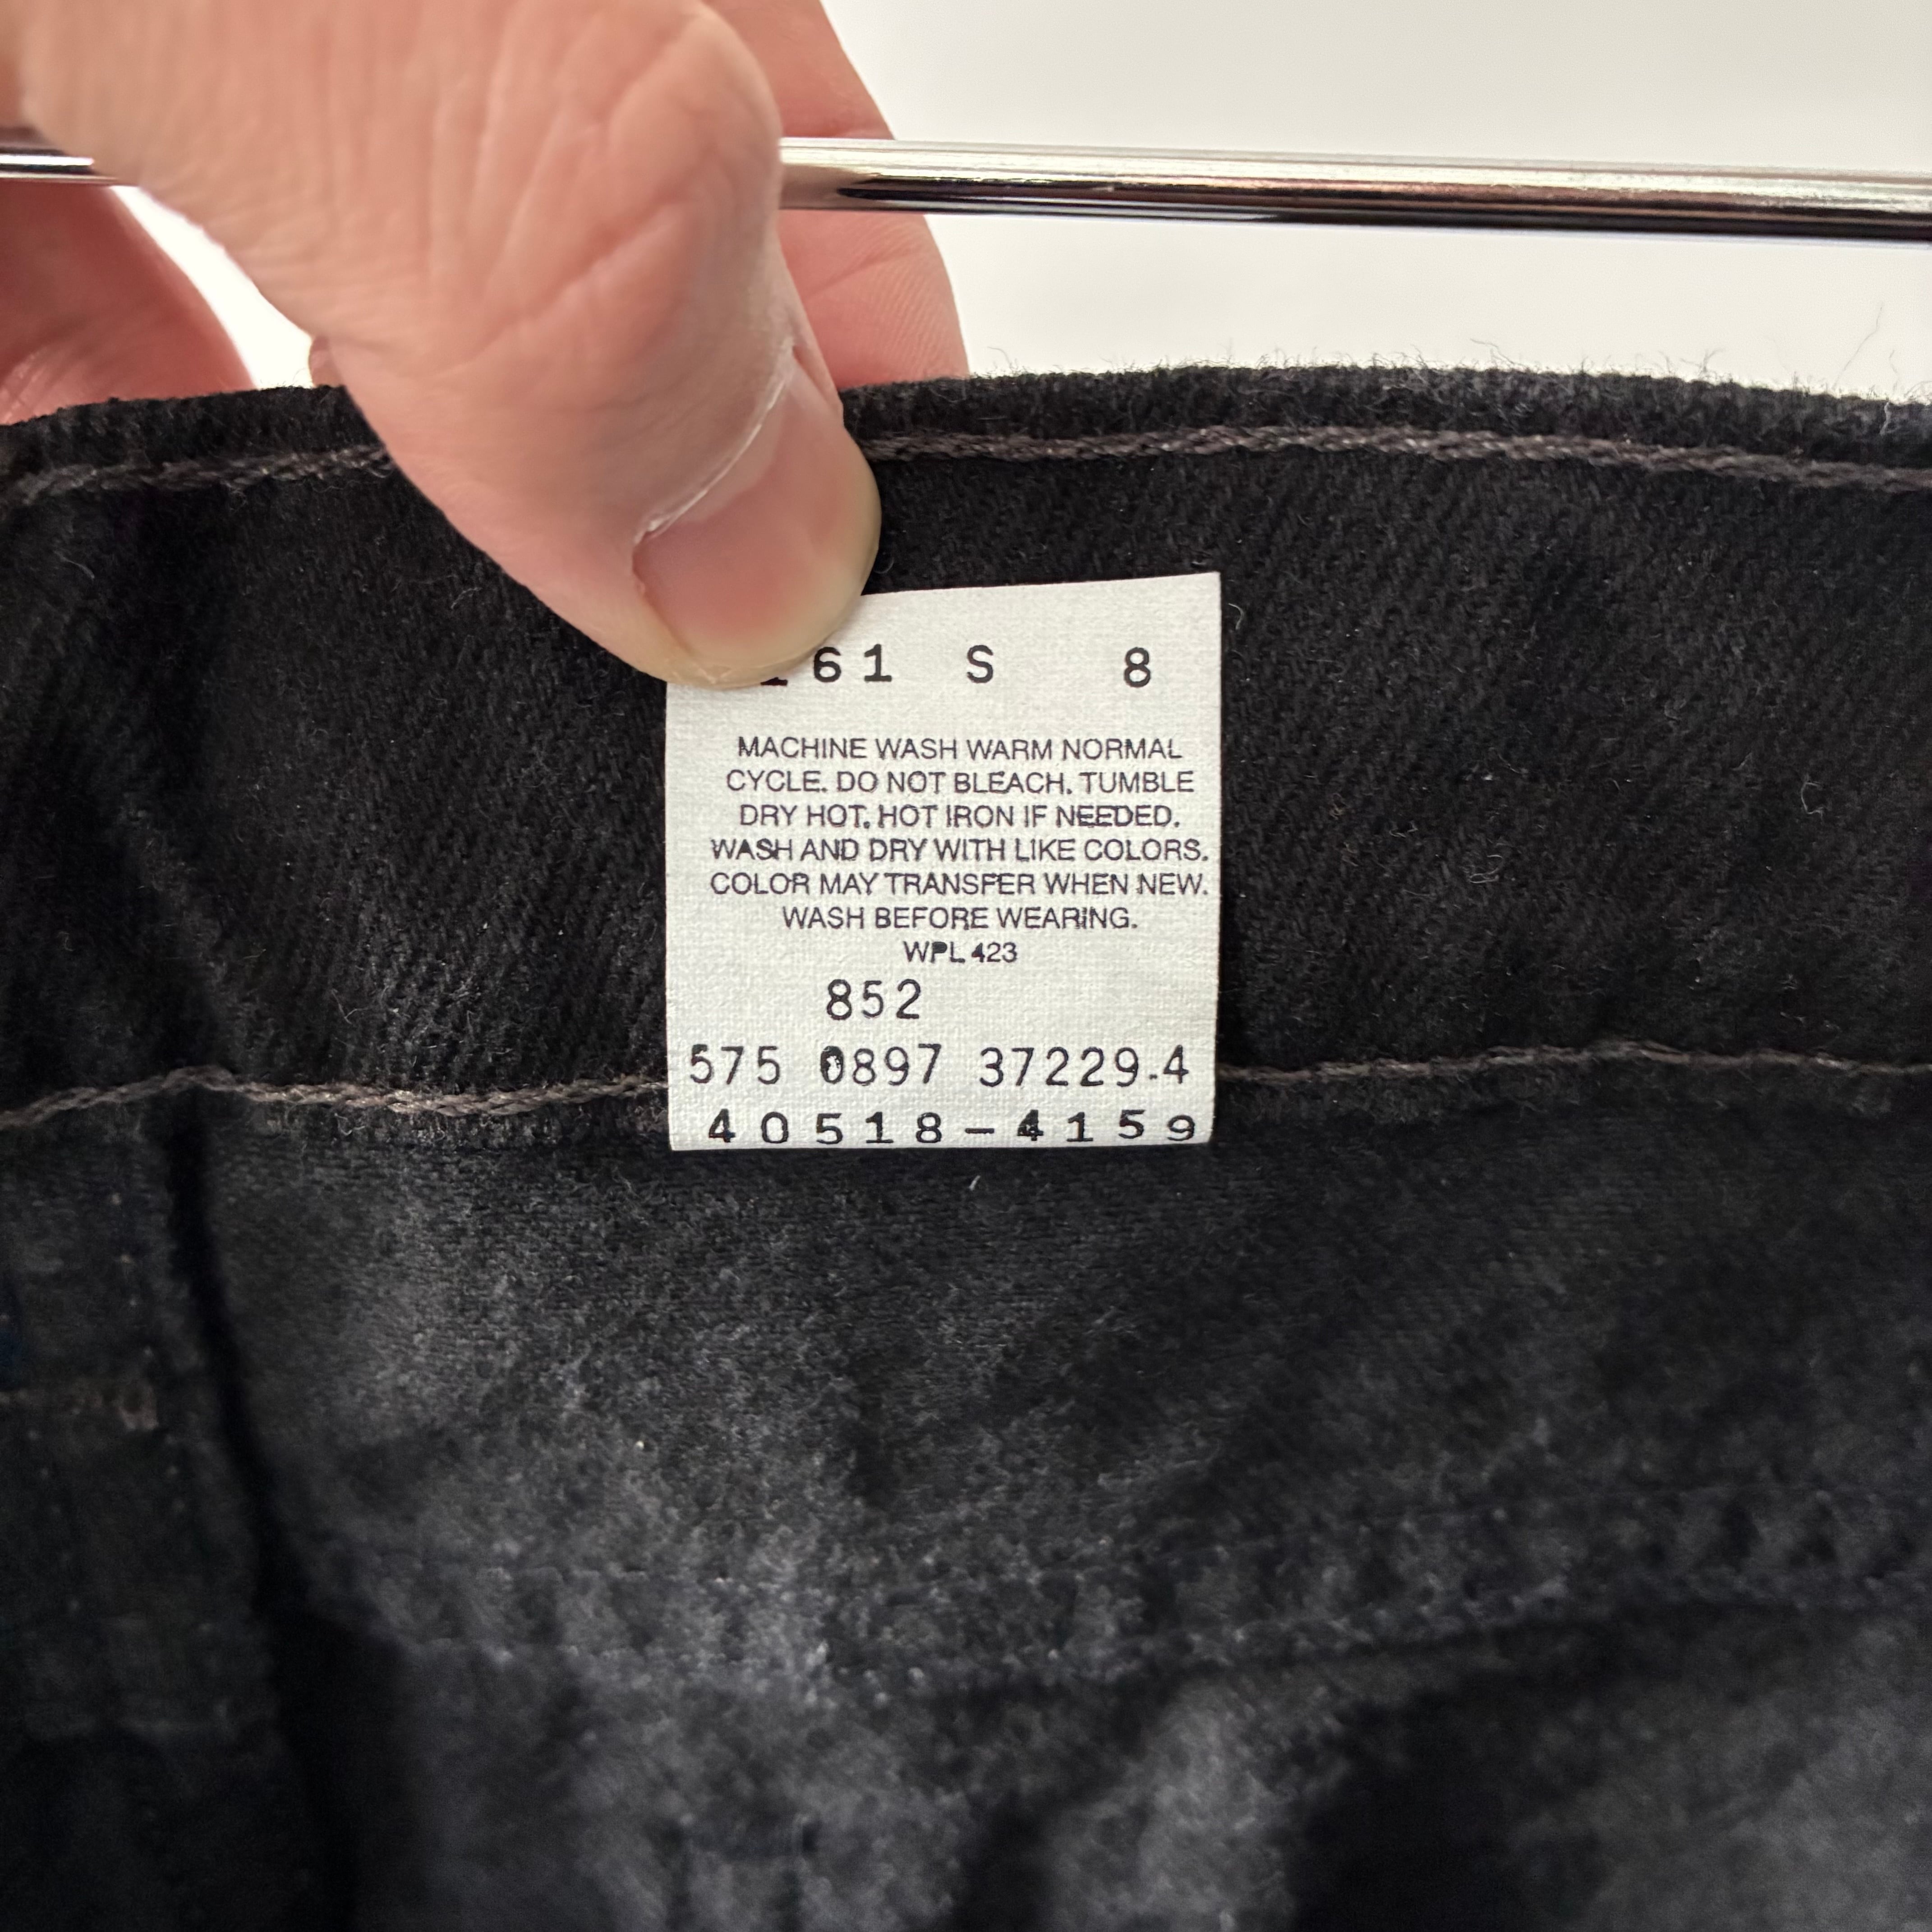 61 S 8
MACHINE WASH WARM NORMAL
CYCLE. DO NOT BLEACH. TUMBLE
DRY HOT. HOT IRON IF NEEDED.
WASH AND DRY WITH LIKE COLORS.
COLOR MAY TRANSFER WHEN NEW.
WASH BEFORE WEARING.
WPL 423
852
575 0897 37229.4
40518-4159